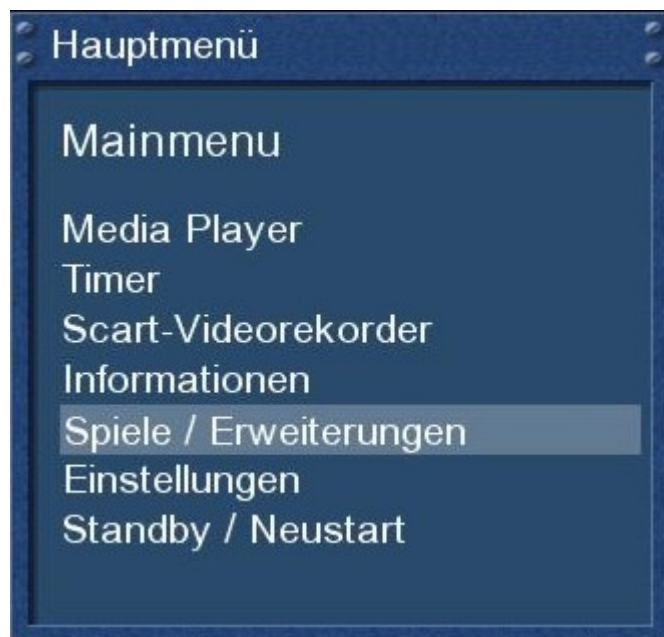 Hauptmenü
Mainmenu
Media Player
Timer
Scart-Videorekorder
Informationen
Spiele / Erweiterungen
Einstellungen
Standby / Neustart